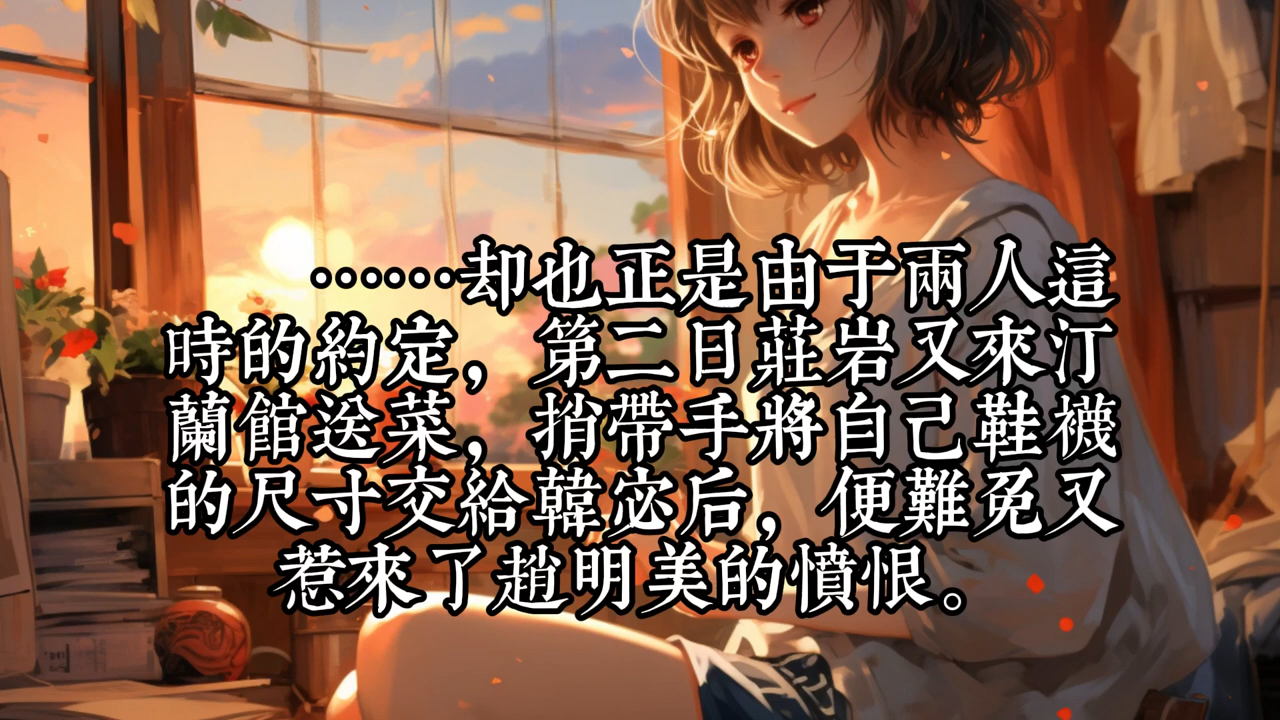 ……却也正是由于兩人這
時的約定，第二日莊岩又來汀
蘭館送菜，捎帶手將自己鞋襪
的尺寸交給韓宓后，便難免又
惹來了趙明美的憤恨。